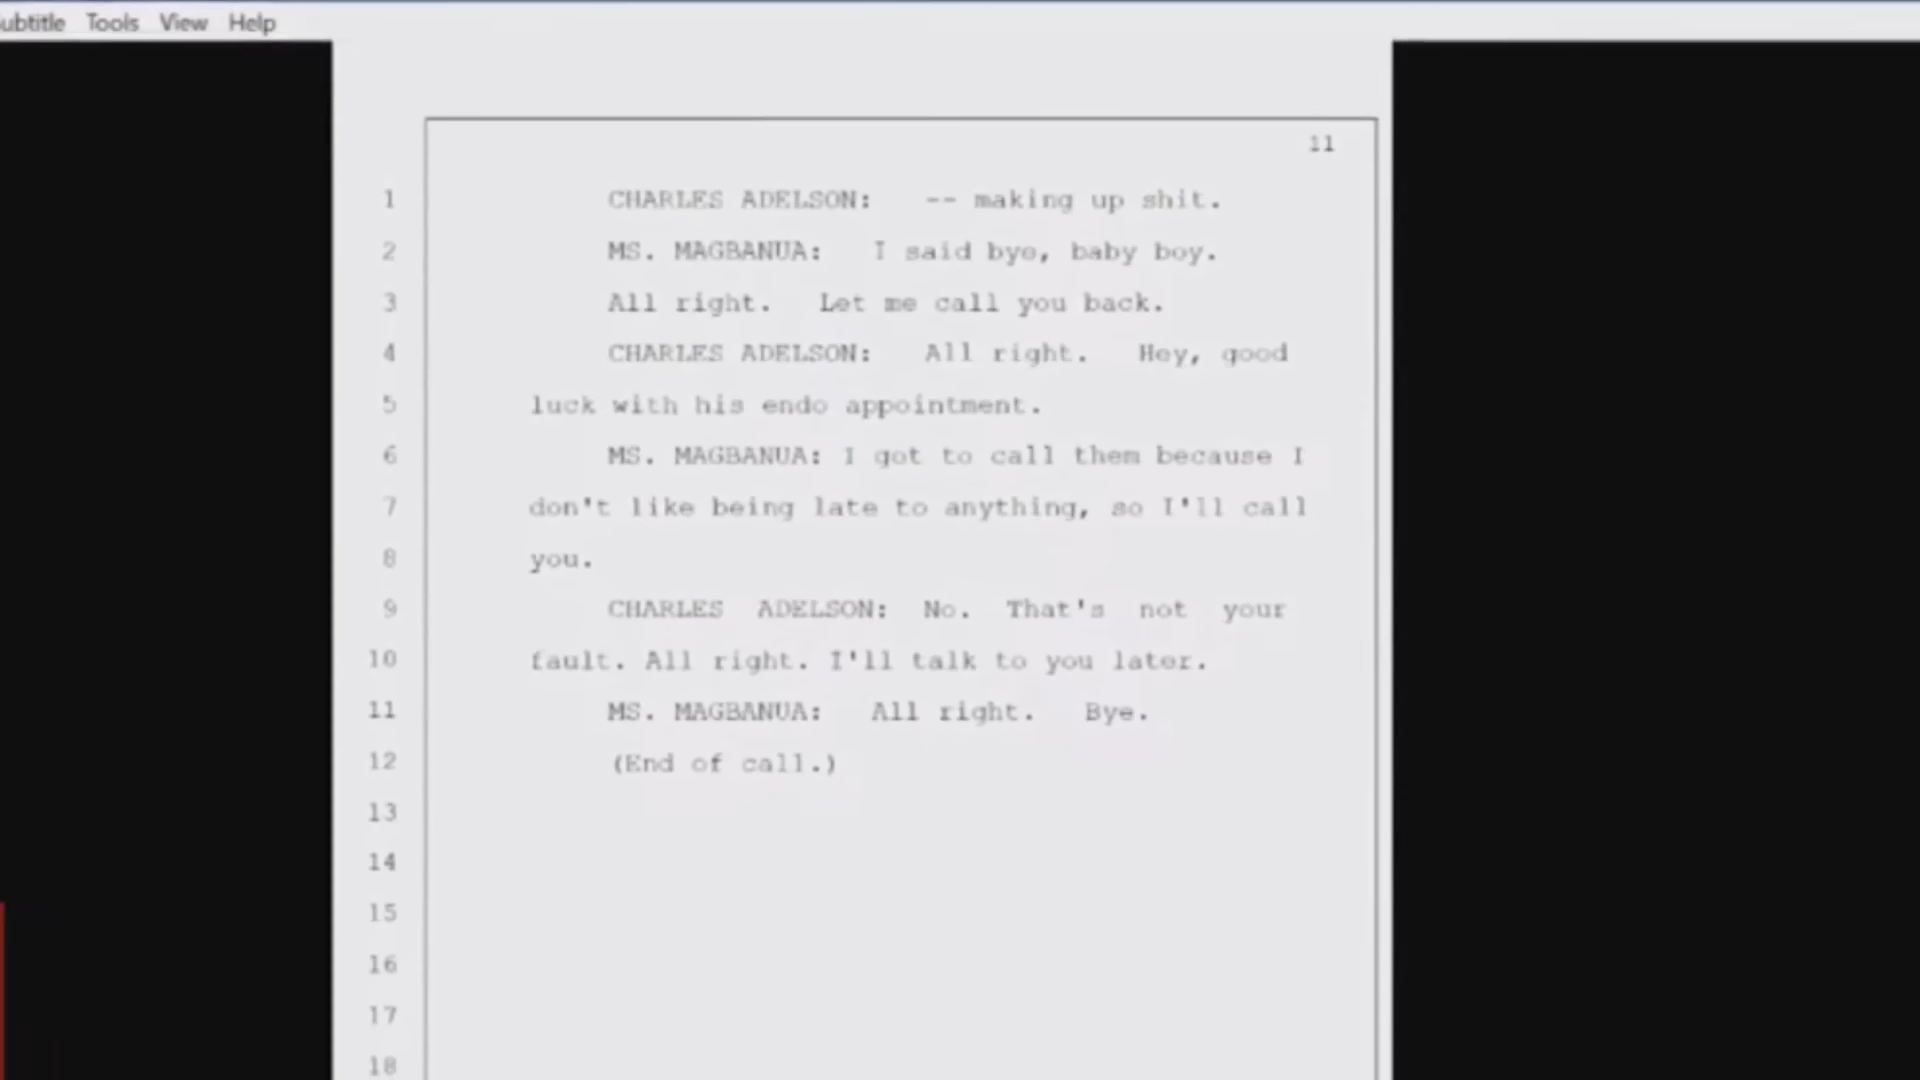 ubtitle Tools View Help
11
1 CHARLES ADELSON: -- making up shit.
2 MS. MAGBANUA: I said bye, baby boy.
3 All right. Let me call you back.
4 CHARLES ADELSON: All right. Hey, good
5 luck with his endo appointment.
6 MS. MAGBANUA: I got to call them because I
7 don't like being late to anything, so I'll call
8 you.
9 CHARLES ADELSON: No. That's not your
10 fault. All right. I'll talk to you later.
11 MS. MAGBANUA: All right. Bye.
12 (End of call.)
13
14
15
16
17
18